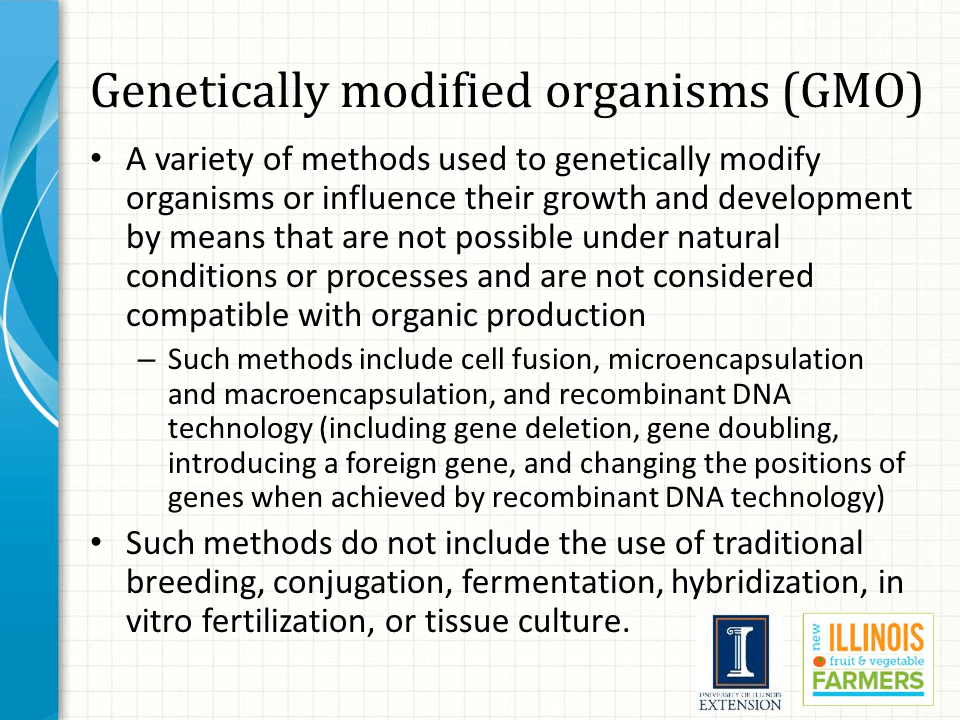 Genetically modified organisms (GMO)
• A variety of methods used to genetically modify
organisms or influence their growth and development
by means that are not possible under natural
conditions or processes and are not considered
compatible with organic production
– Such methods include cell fusion, microencapsulation
and macroencapsulation, and recombinant DNA
technology (including gene deletion, gene doubling,
introducing a foreign gene, and changing the positions of
genes when achieved by recombinant DNA technology)
• Such methods do not include the use of traditional
breeding, conjugation, fermentation, hybridization, in
vitro fertilization, or tissue culture.
I
UNIVERSITY OF ILLINOIS
EXTENSION
new
ILLINOIS
fruit & vegetable
FARMERS